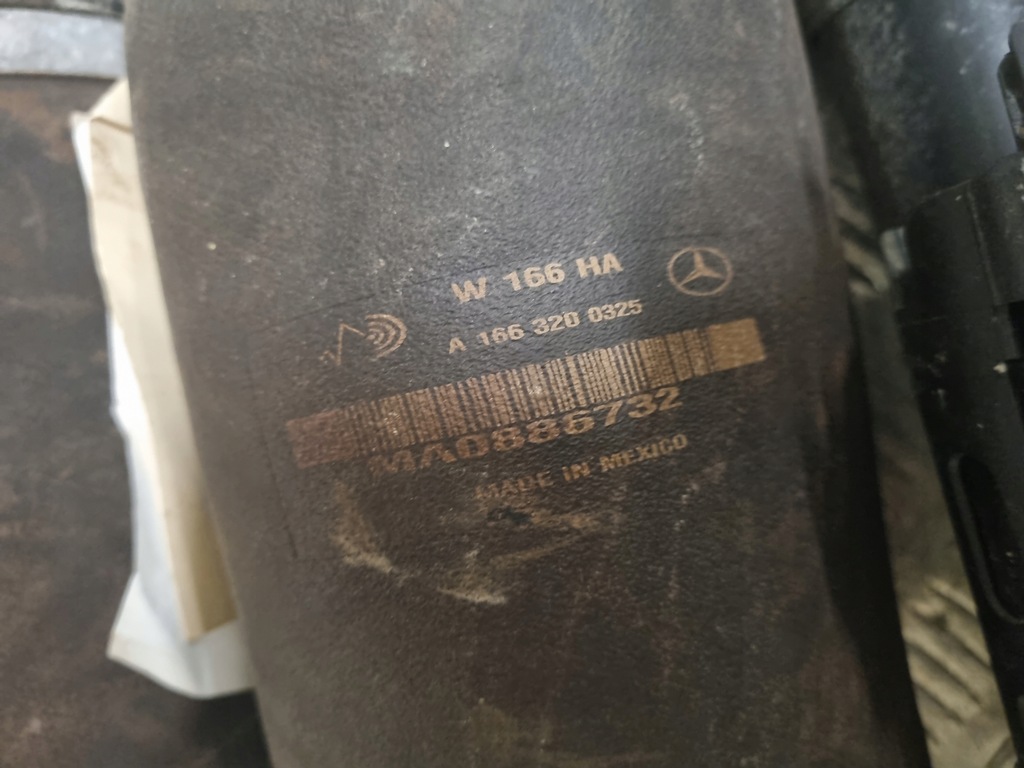 W 166 HA
A 166 320 0325
MA0886732
MADE IN MEXICO